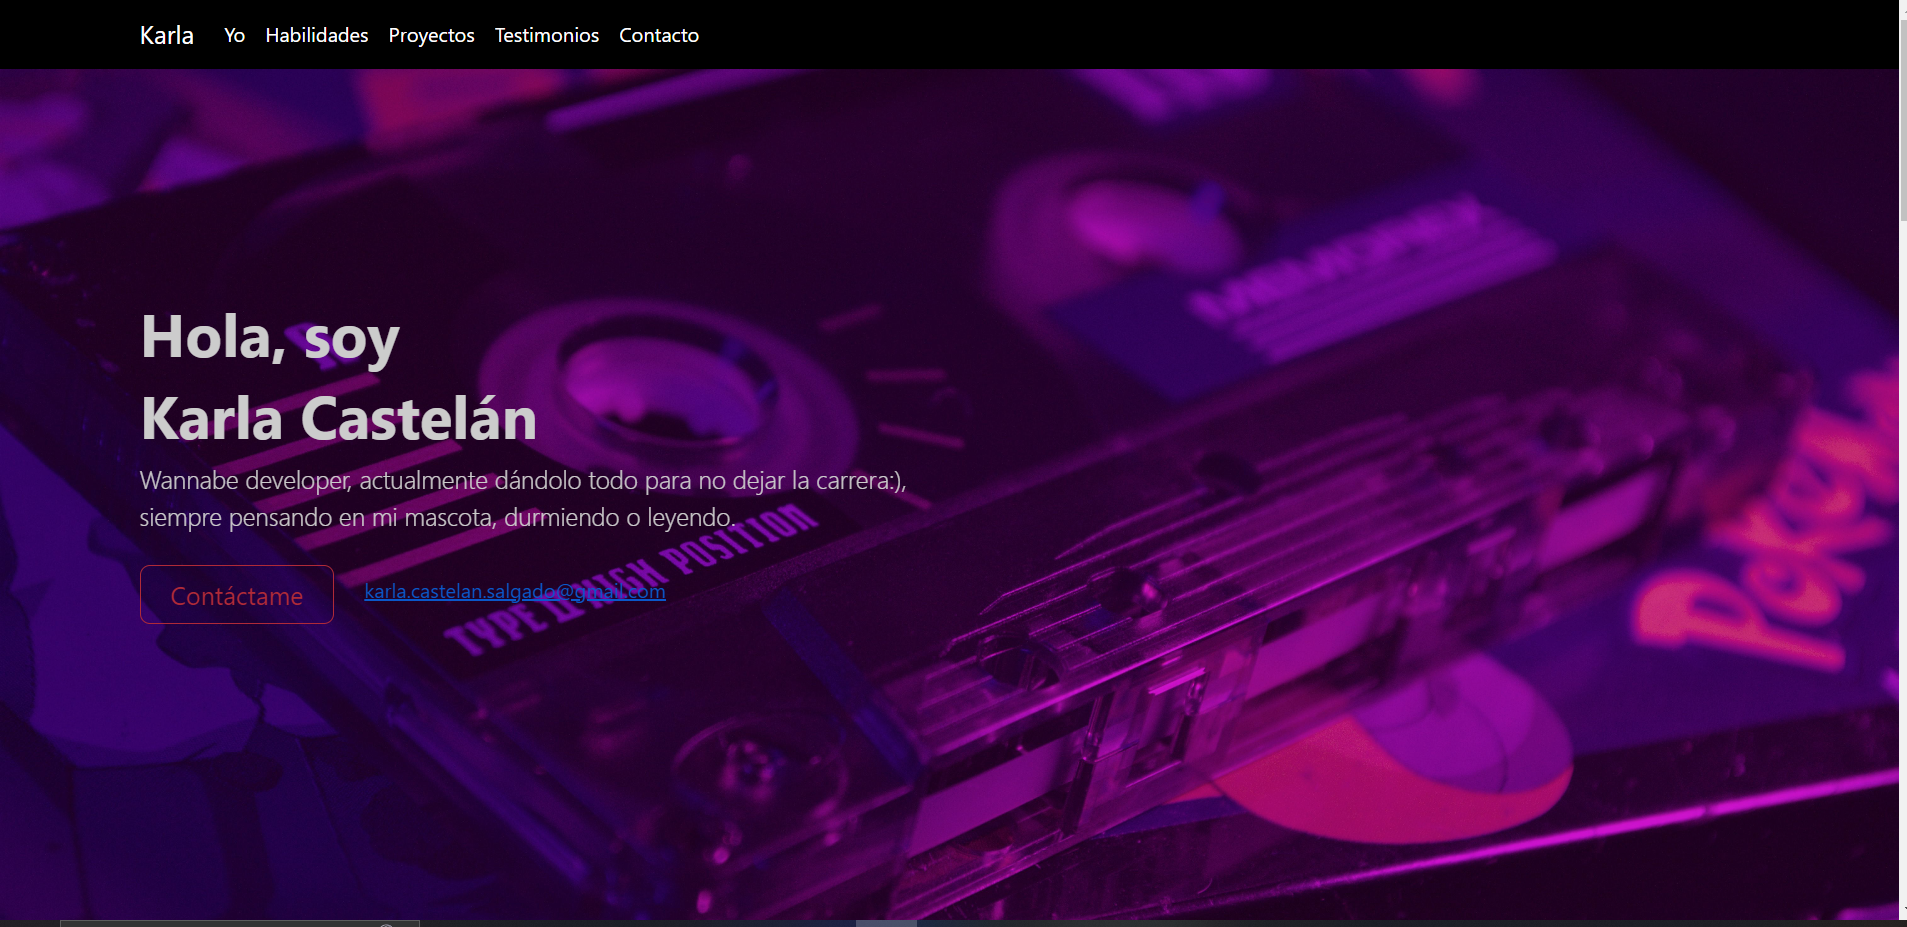 Karla Yo Habilidades Proyectos Testimonios Contacto
Hola, soy
Karla Castelán
Wannabe developer, actualmente dándolo todo para no dejar la carrera:),
siempre pensando en mi mascota, durmiendo o leyendo.
Contáctame karla.castelan.salgado@gmail.com
TYPE II HIGH POSITION